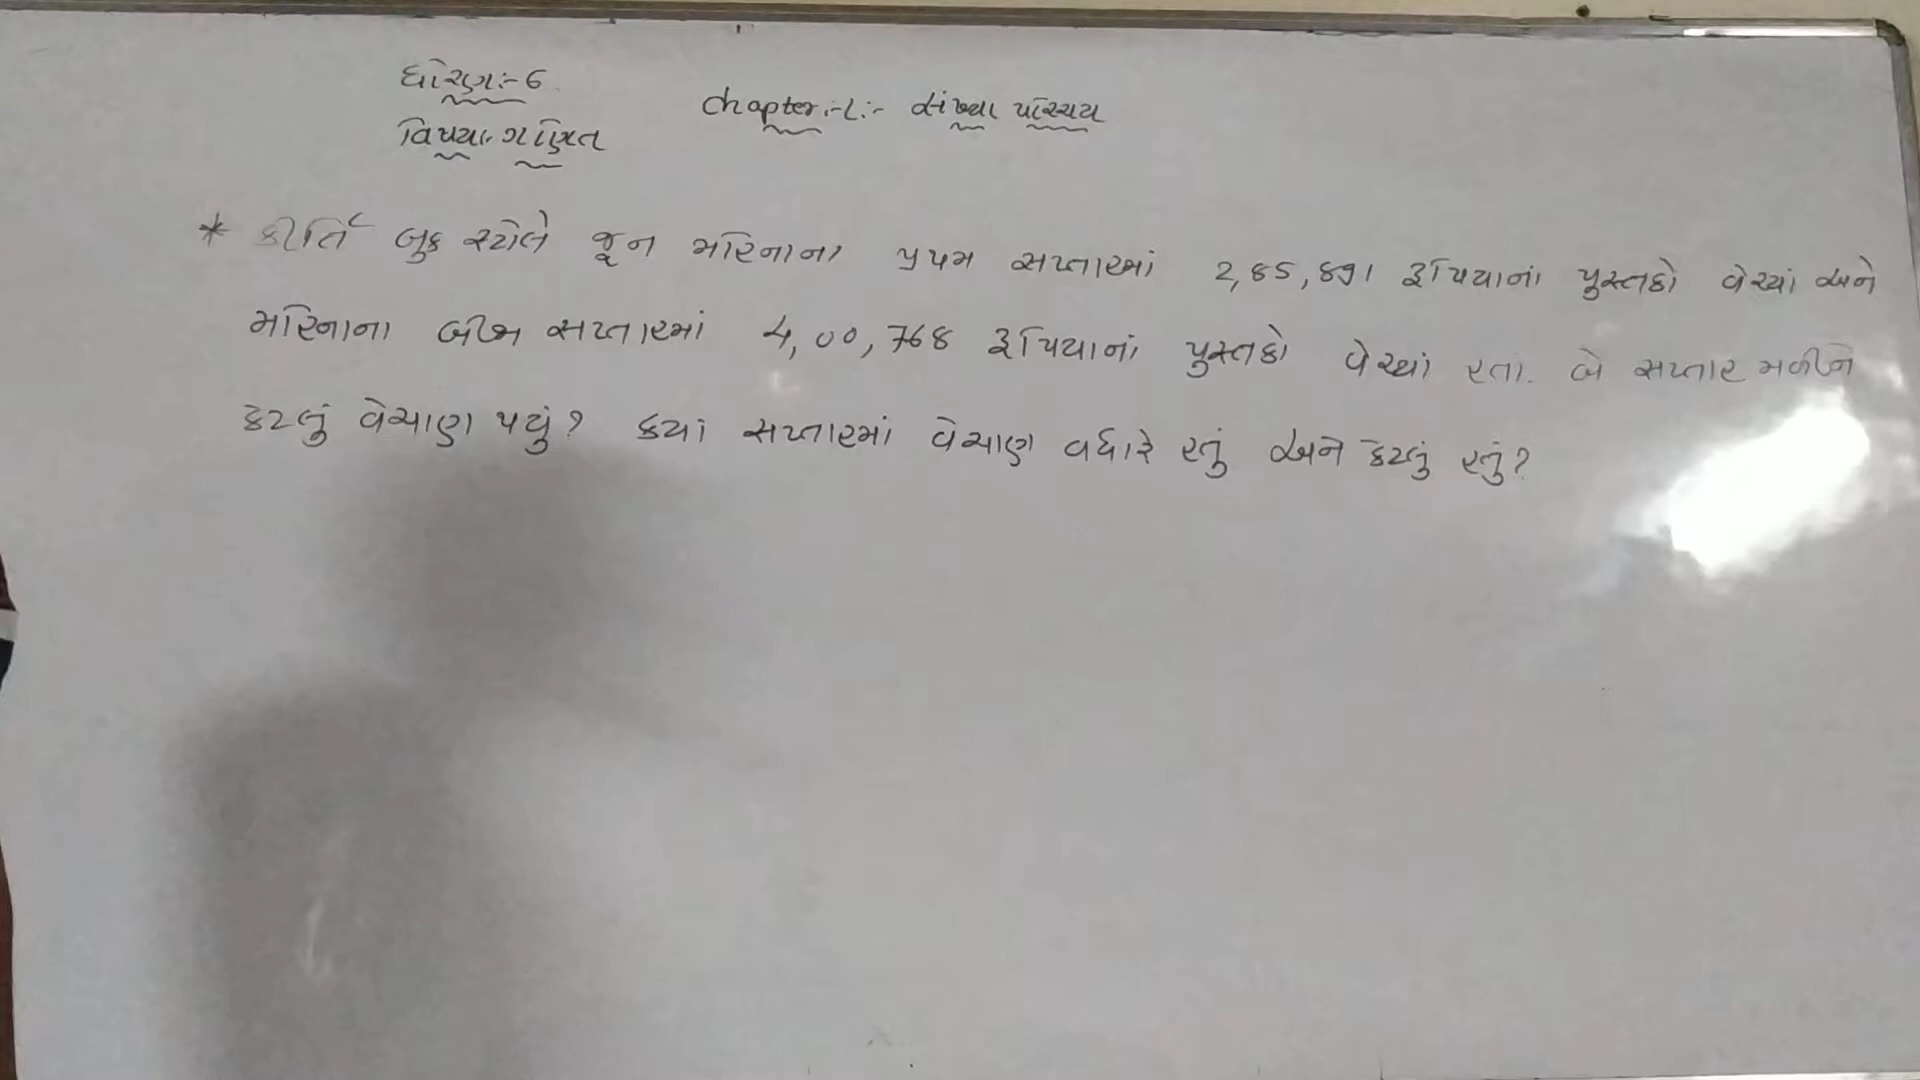 ધોરણ:- 6
વિષય:- ગણિત
Chapter:-1:- સંખ્યા પરિચય
* કીર્તિ બુક સ્ટોલે જૂન મહિનાના પ્રથમ સપ્તાહમાં 2,85,891 રૂપિયાનાં પુસ્તકો વેચ્યાં અને
મહિનાના બીજા સપ્તાહમાં 4,00,768 રૂપિયાનાં પુસ્તકો વેચ્યાં હતા. બે સપ્તાહ મળીને
કેટલું વેચાણ થયું? કયાં સપ્તાહમાં વેચાણ વધારે હતું અને કેટલું હતું?